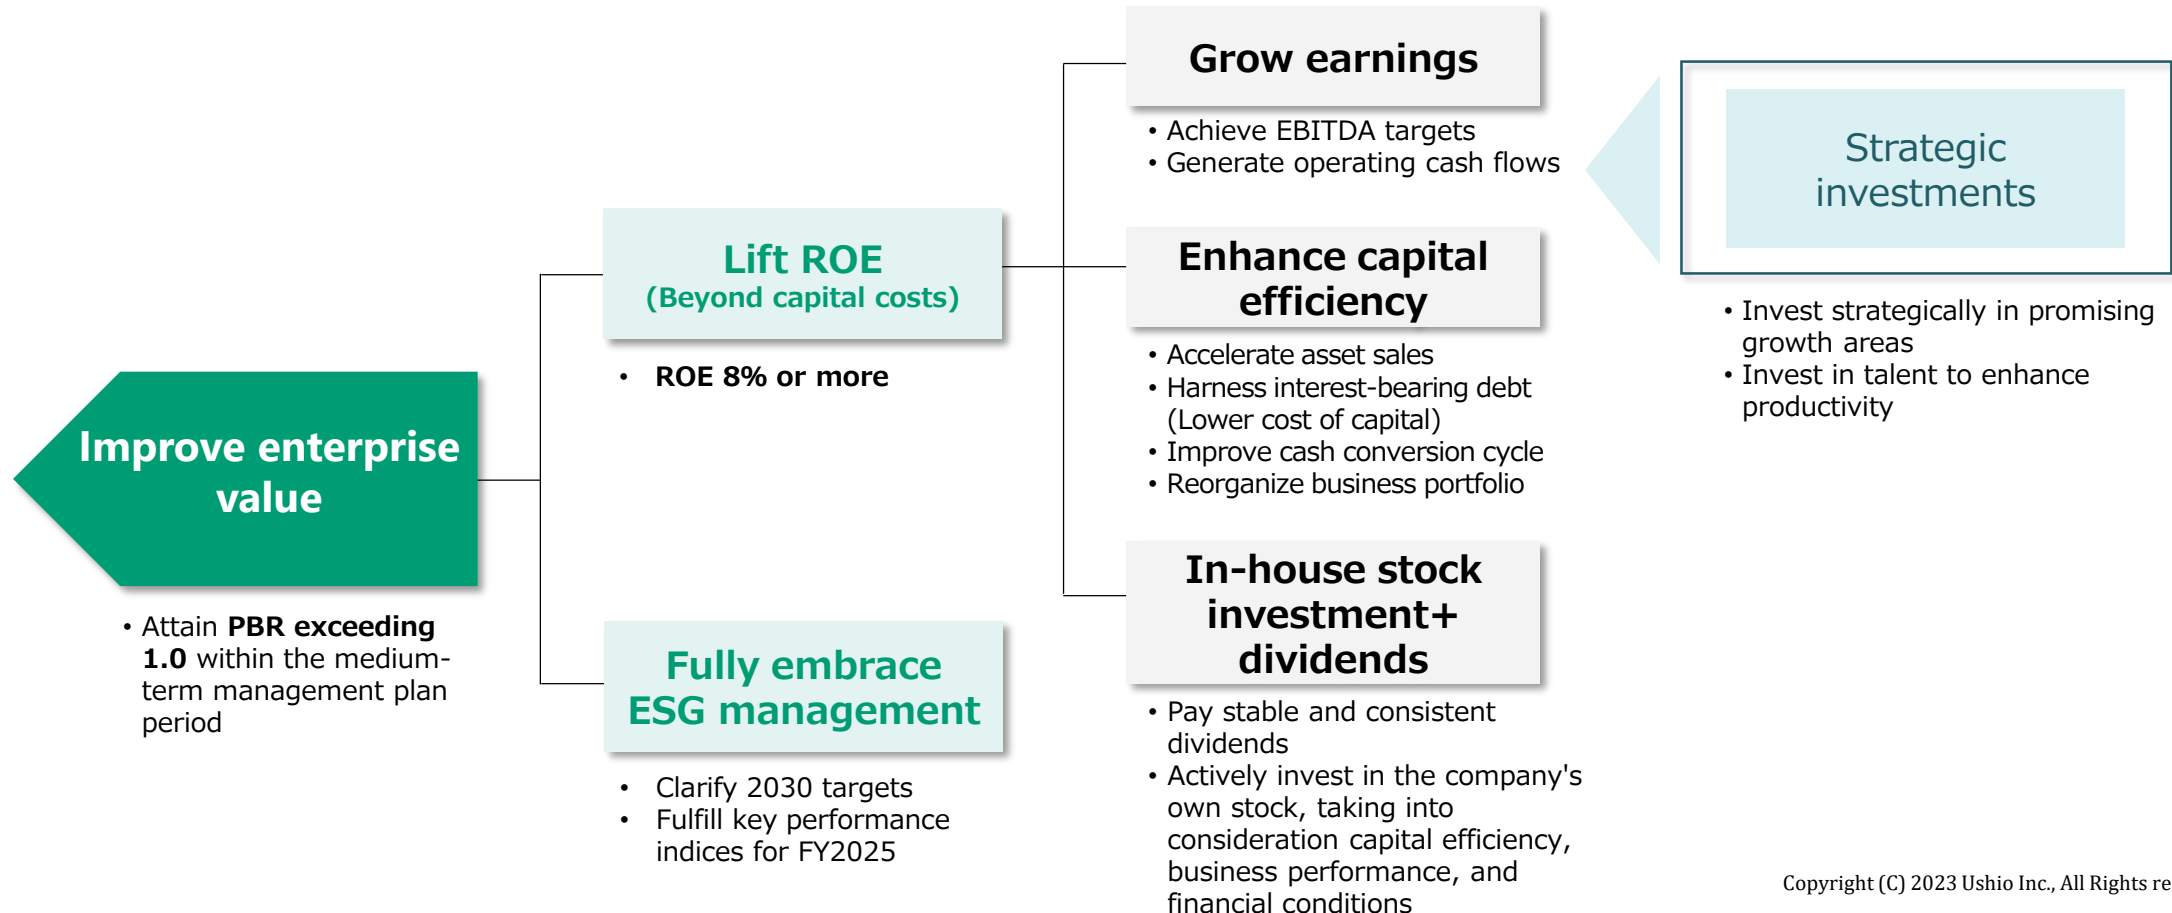 Improve enterprise
value
• Attain PBR exceeding
1.0 within the medium-
term management plan
period
Lift ROE
(Beyond capital costs)
• ROE 8% or more
Fully embrace
ESG management
• Clarify 2030 targets
• Fulfill key performance
indices for FY2025
Grow earnings
• Achieve EBITDA targets
• Generate operating cash flows
Enhance capital
efficiency
• Accelerate asset sales
• Harness interest-bearing debt
(Lower cost of capital)
• Improve cash conversion cycle
• Reorganize business portfolio
In-house stock
investment+
dividends
• Pay stable and consistent
dividends
• Actively invest in the company's
own stock, taking into
consideration capital efficiency,
business performance, and
financial conditions
Strategic
investments
• Invest strategically in promising
growth areas
• Invest in talent to enhance
productivity
Copyright (C) 2023 Ushio Inc., All Rights re